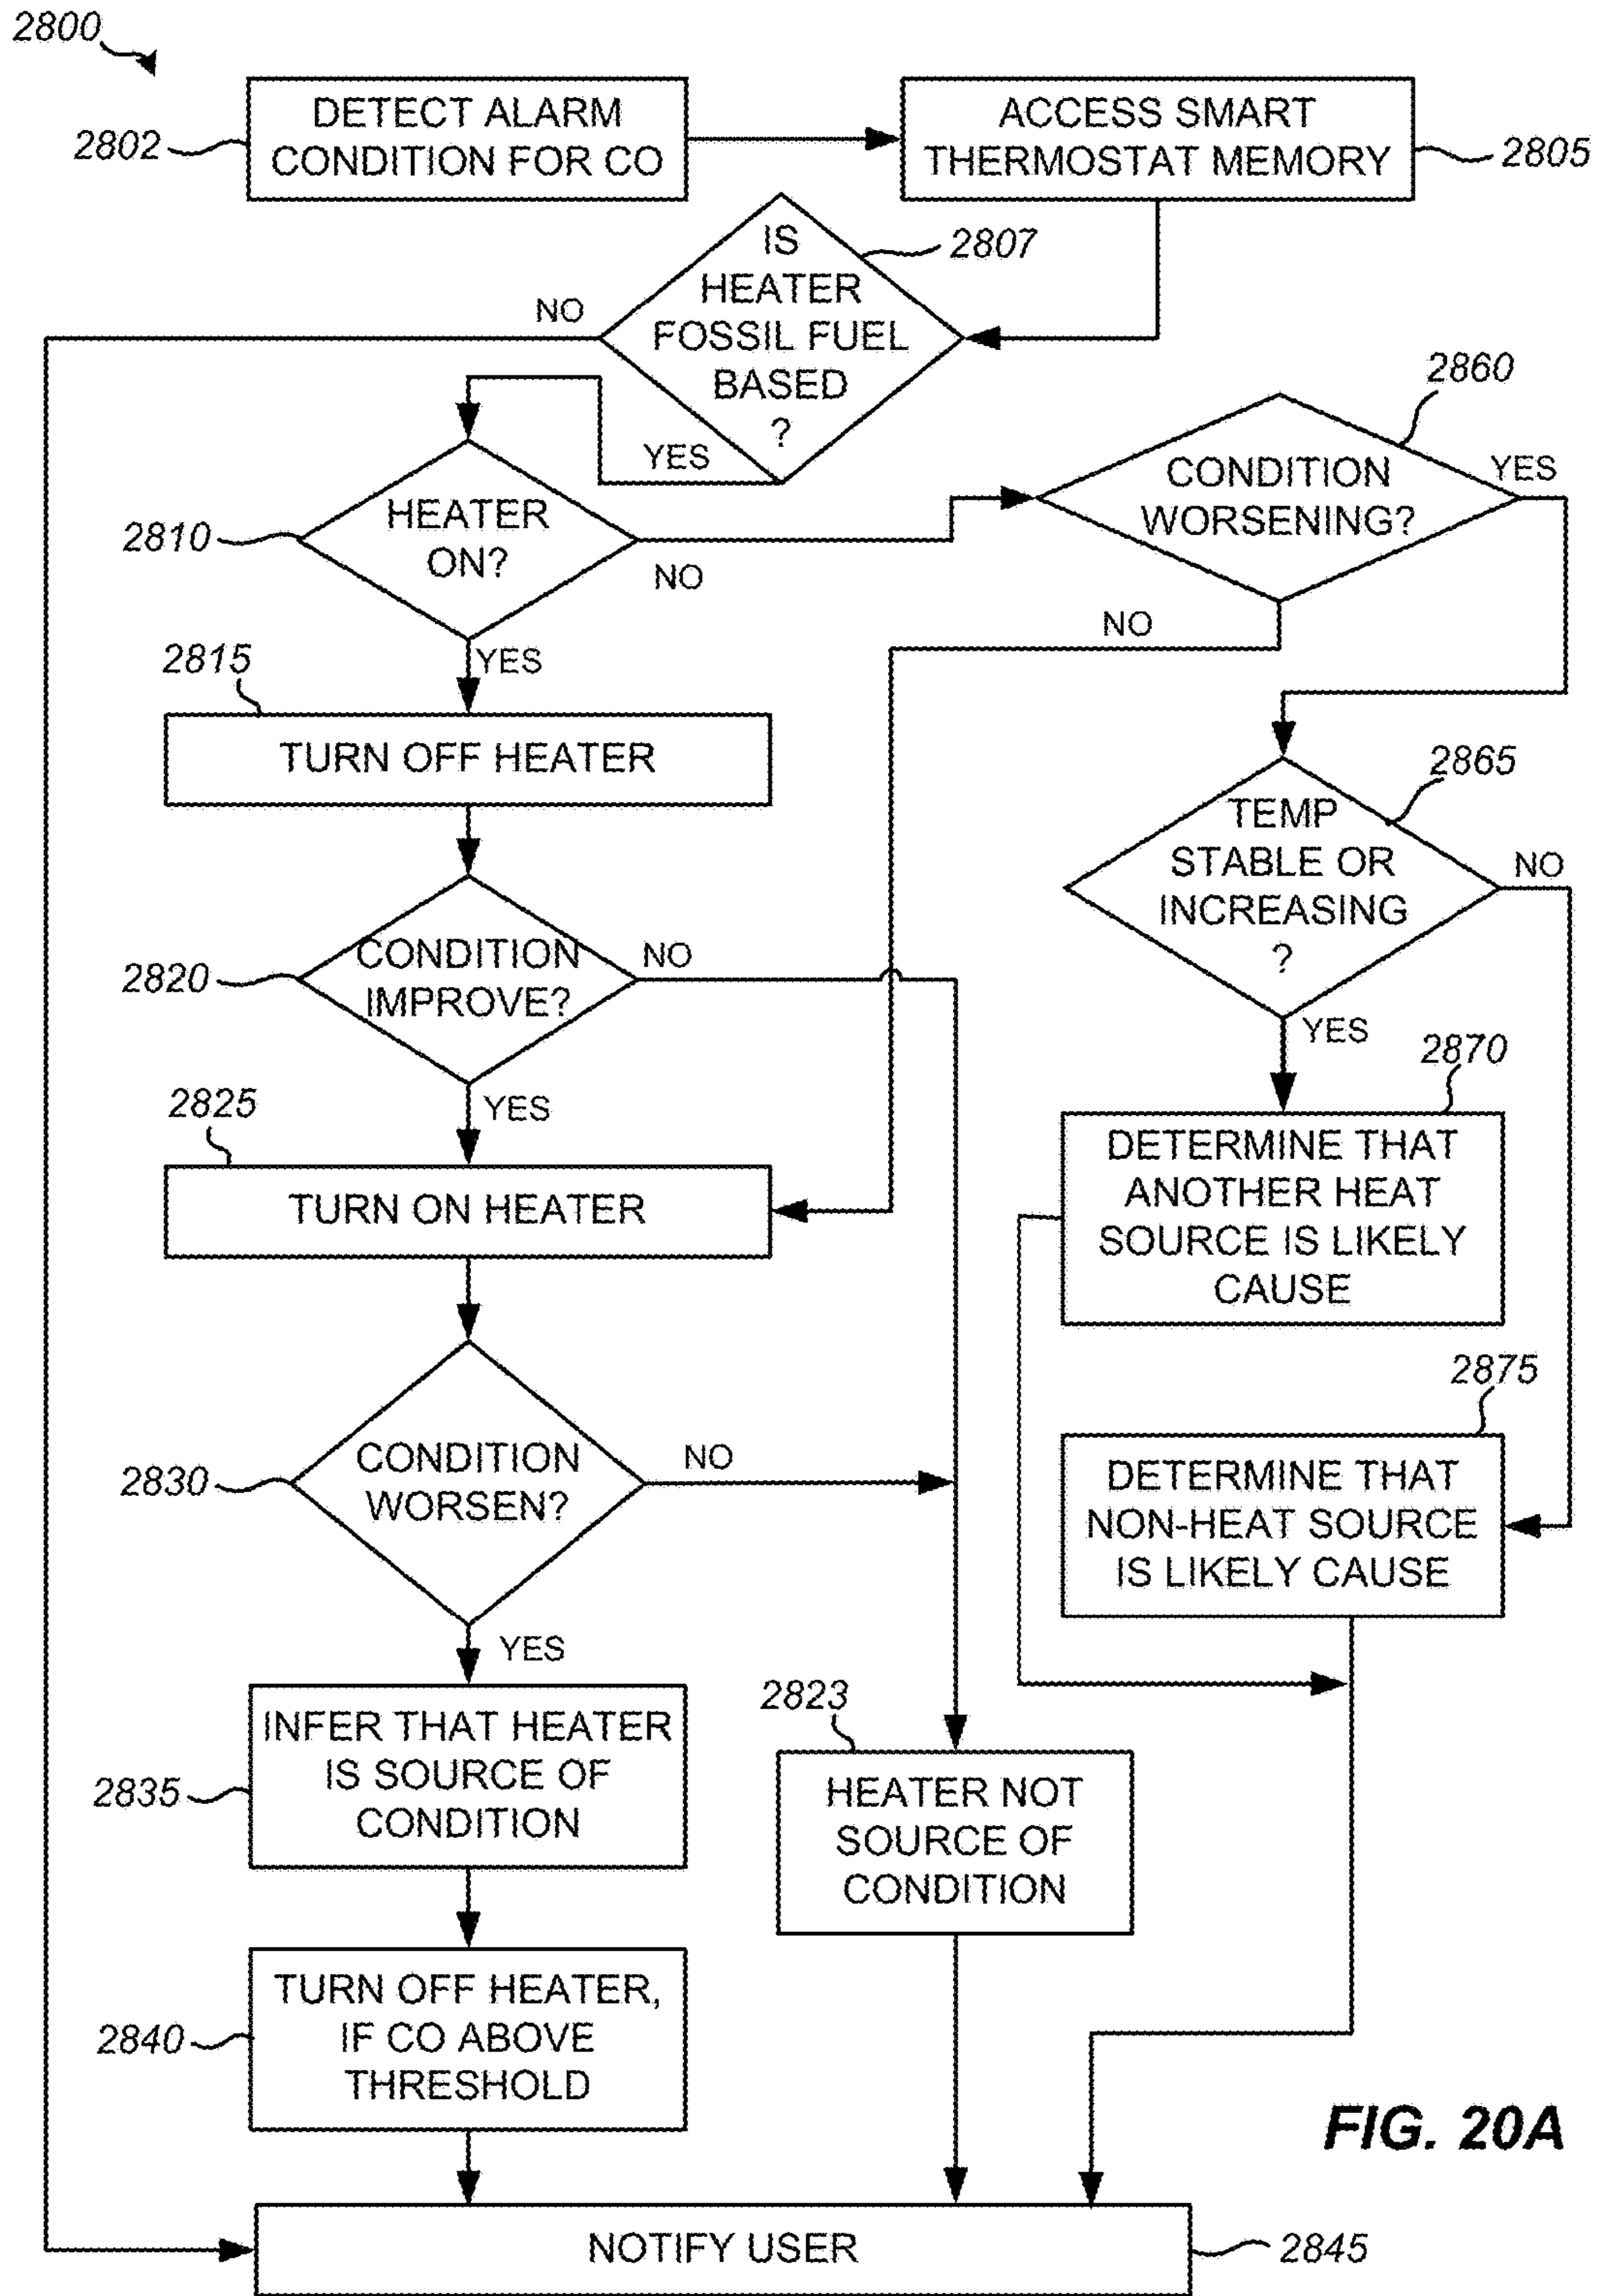 2800
DETECT ALARM
CONDITION FOR CO
2802
ACCESS SMART
THERMOSTAT MEMORY
2805
IS
HEATER
FOSSIL FUEL
BASED
?
2807
NO
YES
HEATER
ON?
2810
NO
YES
CONDITION
WORSENING?
2860
YES
NO
2815
TURN OFF HEATER
TEMP
STABLE OR
INCREASING
?
2865
NO
YES
CONDITION
IMPROVE?
2820
NO
YES
2825
TURN ON HEATER
2870
DETERMINE THAT
ANOTHER HEAT
SOURCE IS LIKELY
CAUSE
CONDITION
WORSEN?
2830
NO
YES
2875
DETERMINE THAT
NON-HEAT SOURCE
IS LIKELY CAUSE
INFER THAT HEATER
IS SOURCE OF
CONDITION
2835
2823
HEATER NOT
SOURCE OF
CONDITION
TURN OFF HEATER,
IF CO ABOVE
THRESHOLD
2840
FIG. 20A
NOTIFY USER
2845